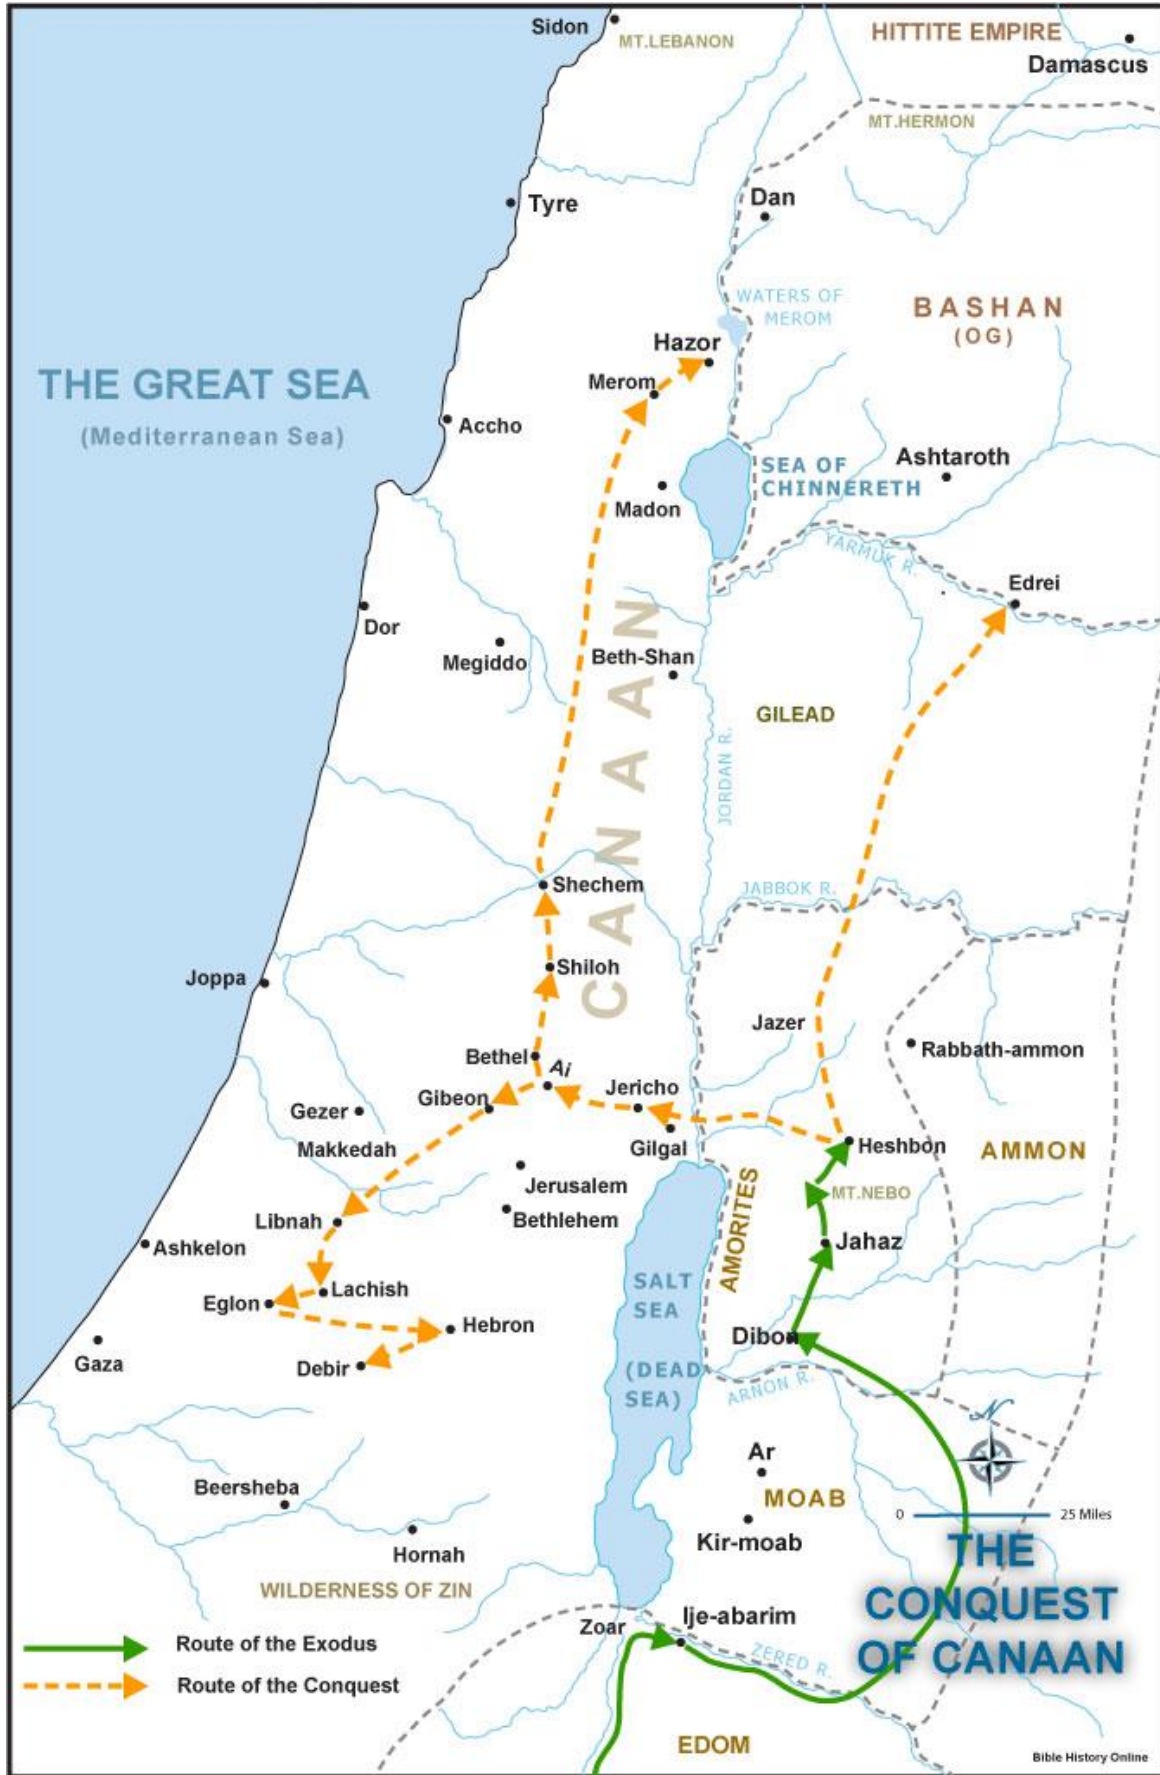 Sidon
MT.LEBANON
HITTITE EMPIRE
Damascus
MT.HERMON
Tyre
Dan
WATERS OF
MEROM
BASHAN
(OG)
Hazor
Merom
THE GREAT SEA
(Mediterranean Sea)
Accho
SEA OF
CHINNERETH
Ashtaroth
Madon
YARMUK R.
Edrei
Dor
Megiddo
Beth-Shan
CANAAN
GILEAD
JORDAN R.
Shechem
JABBOK R.
Shiloh
Joppa
Jazer
Rabbath-ammon
Bethel
Ai
Gibeon
Jericho
Gezer
Makkedah
Gilgal
Heshbon
AMMON
Jerusalem
Bethlehem
AMORITES
MT.NEBO
Libnah
Ashkelon
Jahaz
SALT
SEA
(DEAD
SEA)
Lachish
Eglon
Hebron
Dibon
Gaza
Debir
ARNON R.
N
Ar
MOAB
Beersheba
0
25 Miles
Kir-moab
Hornah
WILDERNESS OF ZIN
THE
CONQUEST
OF CANAAN
Zoar
Ije-abarim
ZERED R.
Route of the Exodus
Route of the Conquest
EDOM
Bible History Online